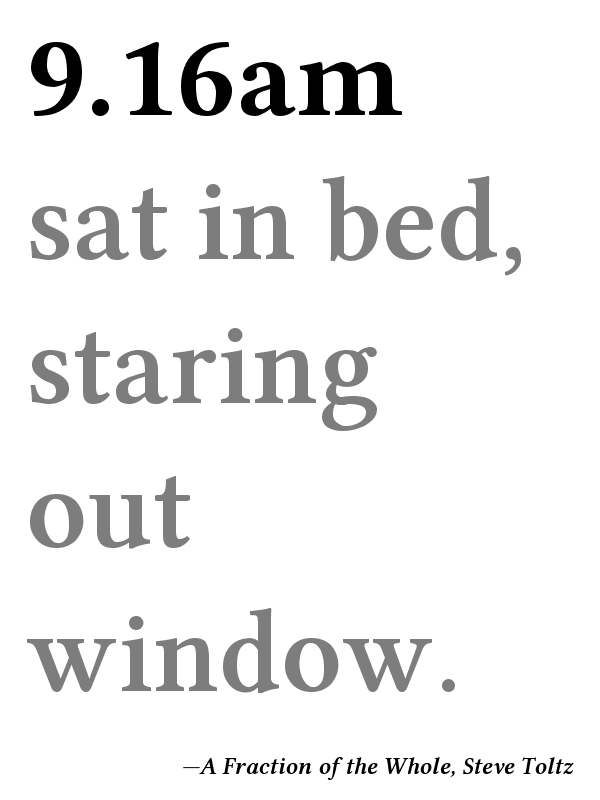 9.16am
sat in bed,
staring
out
window.
—A Fraction of the Whole, Steve Toltz